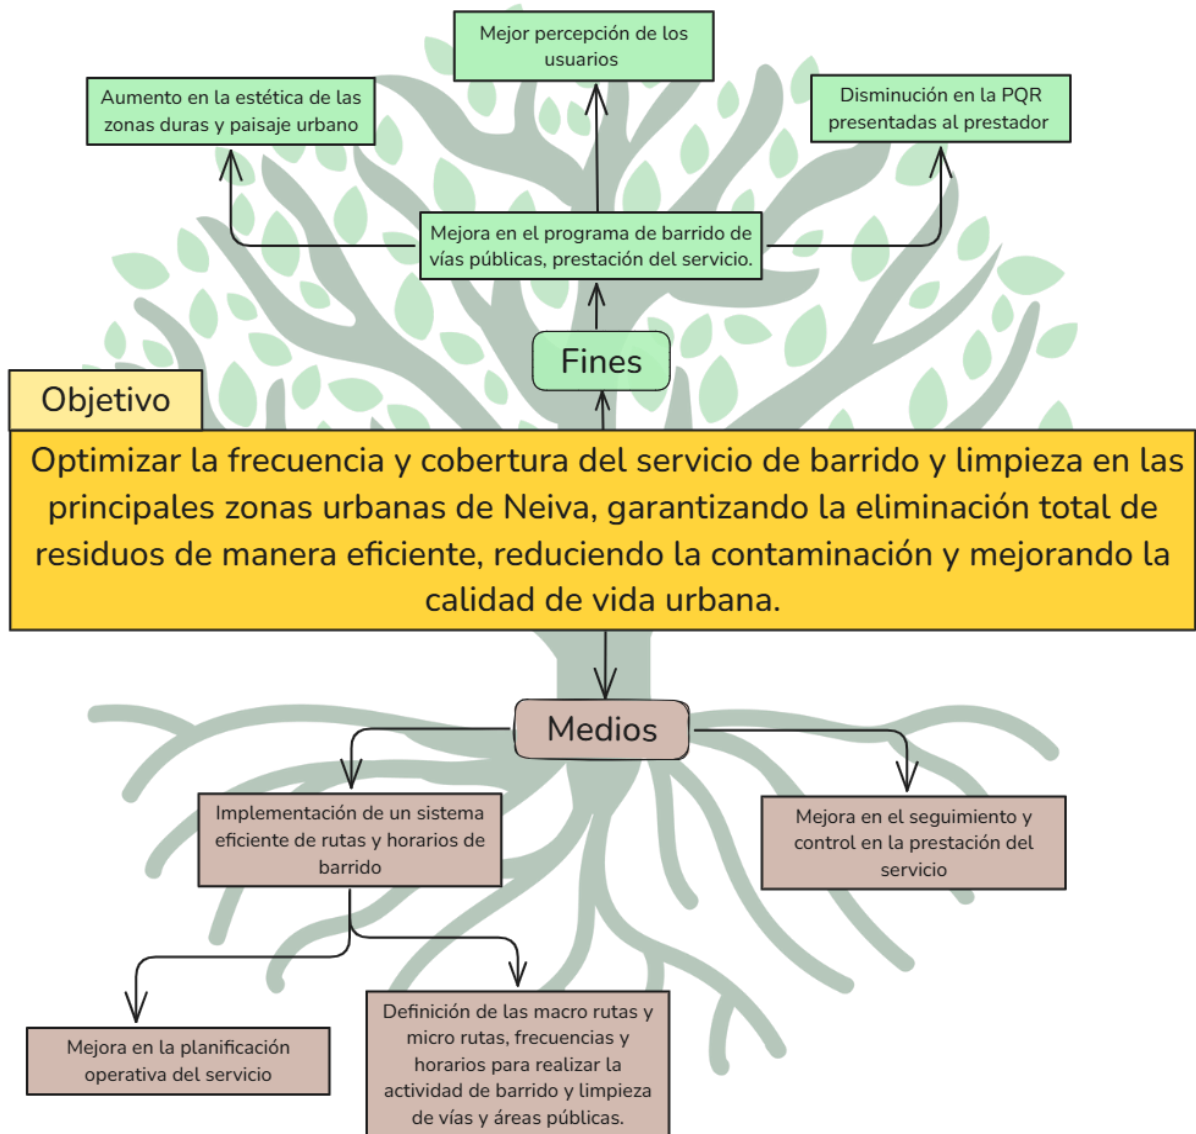 Mejor percepción de los
usuarios
Aumento en la estética de las
zonas duras y paisaje urbano
Disminución en la PQR
presentadas al prestador
Mejora en el programa de barrido de
vías públicas, prestación del servicio.
Fines
Objetivo
Optimizar la frecuencia y cobertura del servicio de barrido y limpieza en las
principales zonas urbanas de Neiva, garantizando la eliminación total de
residuos de manera eficiente, reduciendo la contaminación y mejorando la
calidad de vida urbana.
Medios
Implementación de un sistema
eficiente de rutas y horarios de
barrido
Mejora en el seguimiento y
control en la prestación del
servicio
Mejora en la planificación
operativa del servicio
Definición de las macro rutas y
micro rutas, frecuencias y
horarios para realizar la
actividad de barrido y limpieza
de vías y áreas públicas.